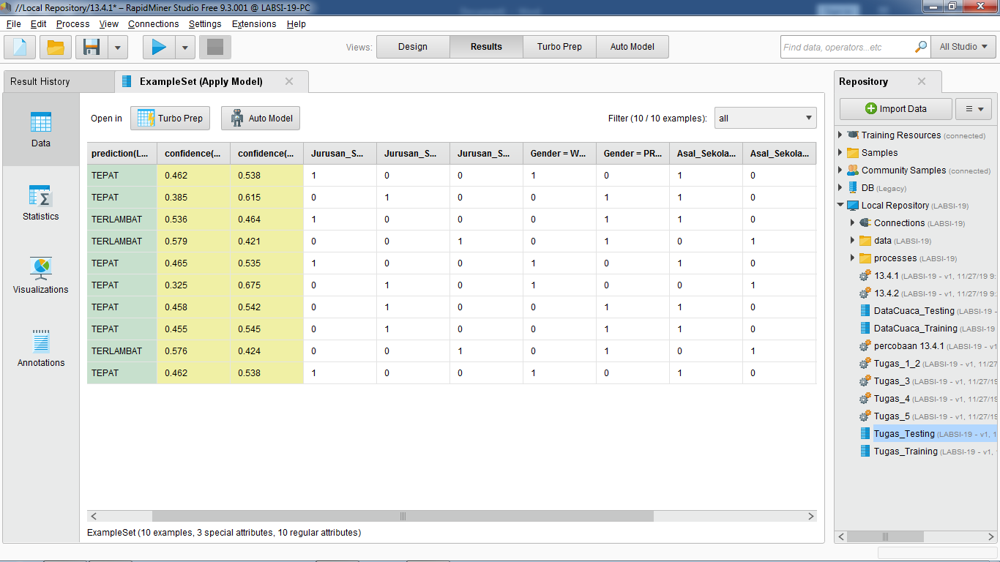 //Local Repository/13.4.1* – RapidMiner Studio Free 9.3.001 @ LABSI-19-PC
File Edit Process View Connections Settings Extensions Help
Views: Design Results Turbo Prep Auto Model Find data, operators...etc All Studio
Result History ExampleSet (Apply Model) Repository
Open in Turbo Prep Auto Model Filter (10 / 10 examples): all
Import Data
Data
Statistics
Visualizations
Annotations
prediction(L... confidence(... confidence(... Jurusan_S... Jurusan_S... Jurusan_S... Gender = W... Gender = PR... Asal_Sekola... Asal_Sekola...
TEPAT 0.462 0.538 1 0 0 1 0 1 0
TEPAT 0.385 0.615 0 1 0 0 1 1 0
TERLAMBAT 0.536 0.464 1 0 0 0 1 1 0
TERLAMBAT 0.579 0.421 0 0 1 0 1 0 1
TEPAT 0.465 0.535 1 0 0 1 0 1 0
TEPAT 0.325 0.675 0 1 0 1 0 0 1
TEPAT 0.458 0.542 0 1 0 0 1 1 0
TEPAT 0.455 0.545 0 1 0 0 1 1 0
TERLAMBAT 0.576 0.424 0 0 1 0 1 0 1
TEPAT 0.462 0.538 1 0 0 1 0 1 0
ExampleSet (10 examples, 3 special attributes, 10 regular attributes)
Training Resources (connected)
Samples
Community Samples (connected)
DB (Legacy)
Local Repository (LABSI-19)
Connections (LABSI-19)
data (LABSI-19)
processes (LABSI-19)
13.4.1 (LABSI-19 - v1, 11/27/19 9:
13.4.2 (LABSI-19 - v1, 11/27/19 9:
DataCuaca_Testing (LABSI-19 -
DataCuaca_Training (LABSI-19
percobaan 13.4.1 (LABSI-19 - v1
Tugas_1_2 (LABSI-19 - v1, 11/27
Tugas_3 (LABSI-19 - v1, 11/27/19
Tugas_4 (LABSI-19 - v1, 11/27/19
Tugas_5 (LABSI-19 - v1, 11/27/19
Tugas_Testing (LABSI-19 - v1, 1
Tugas_Training (LABSI-19 - v1,